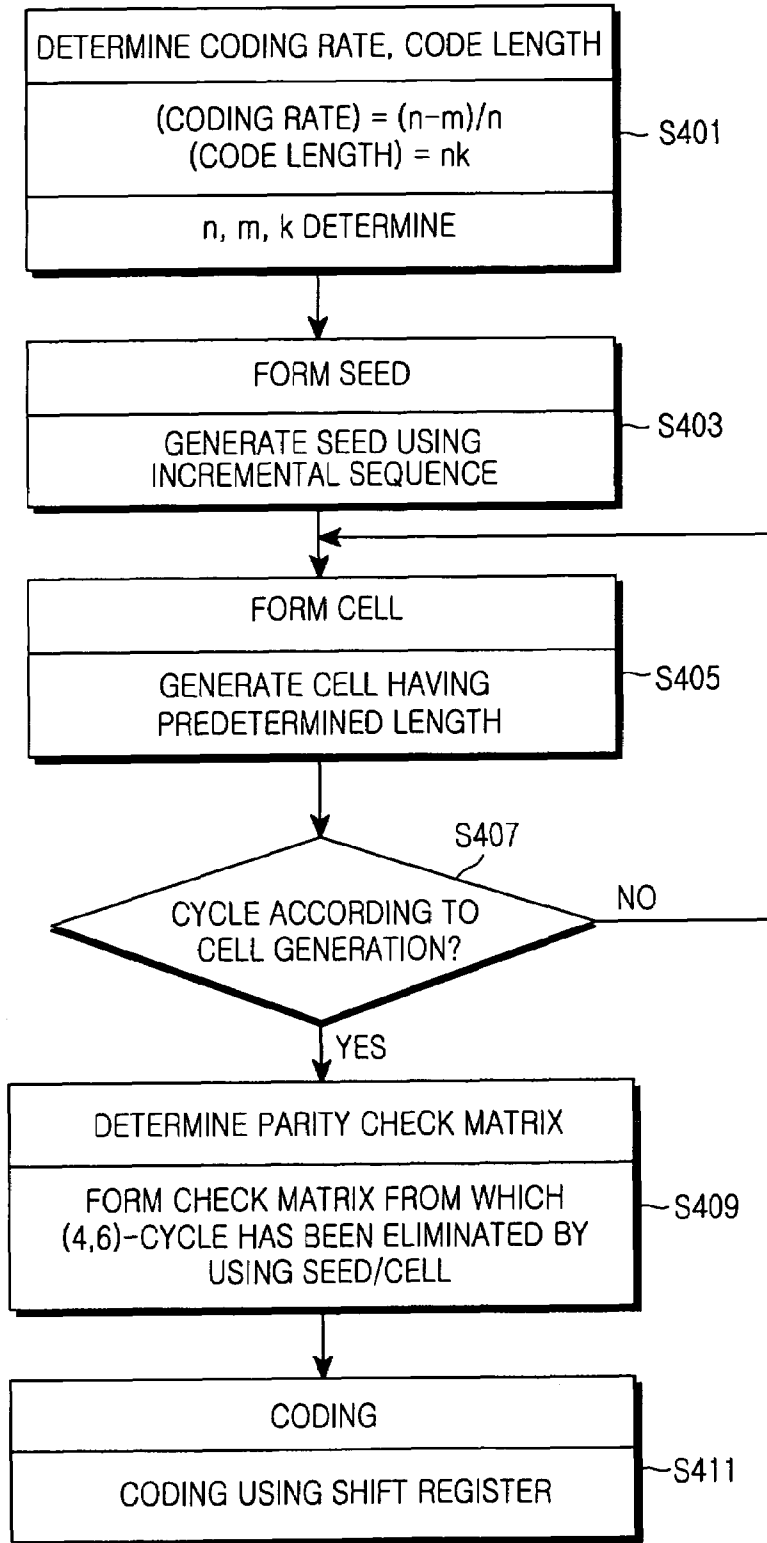 DETERMINE CODING RATE, CODE LENGTH
(CODING RATE) = (n-m)/n
(CODE LENGTH) = nk
n, m, k DETERMINE
S401
FORM SEED
GENERATE SEED USING
INCREMENTAL SEQUENCE
S403
FORM CELL
GENERATE CELL HAVING
PREDETERMINED LENGTH
S405
S407
CYCLE ACCORDING TO
CELL GENERATION?
NO
YES
DETERMINE PARITY CHECK MATRIX
FORM CHECK MATRIX FROM WHICH
(4,6)-CYCLE HAS BEEN ELIMINATED BY
USING SEED/CELL
S409
CODING
CODING USING SHIFT REGISTER
S411